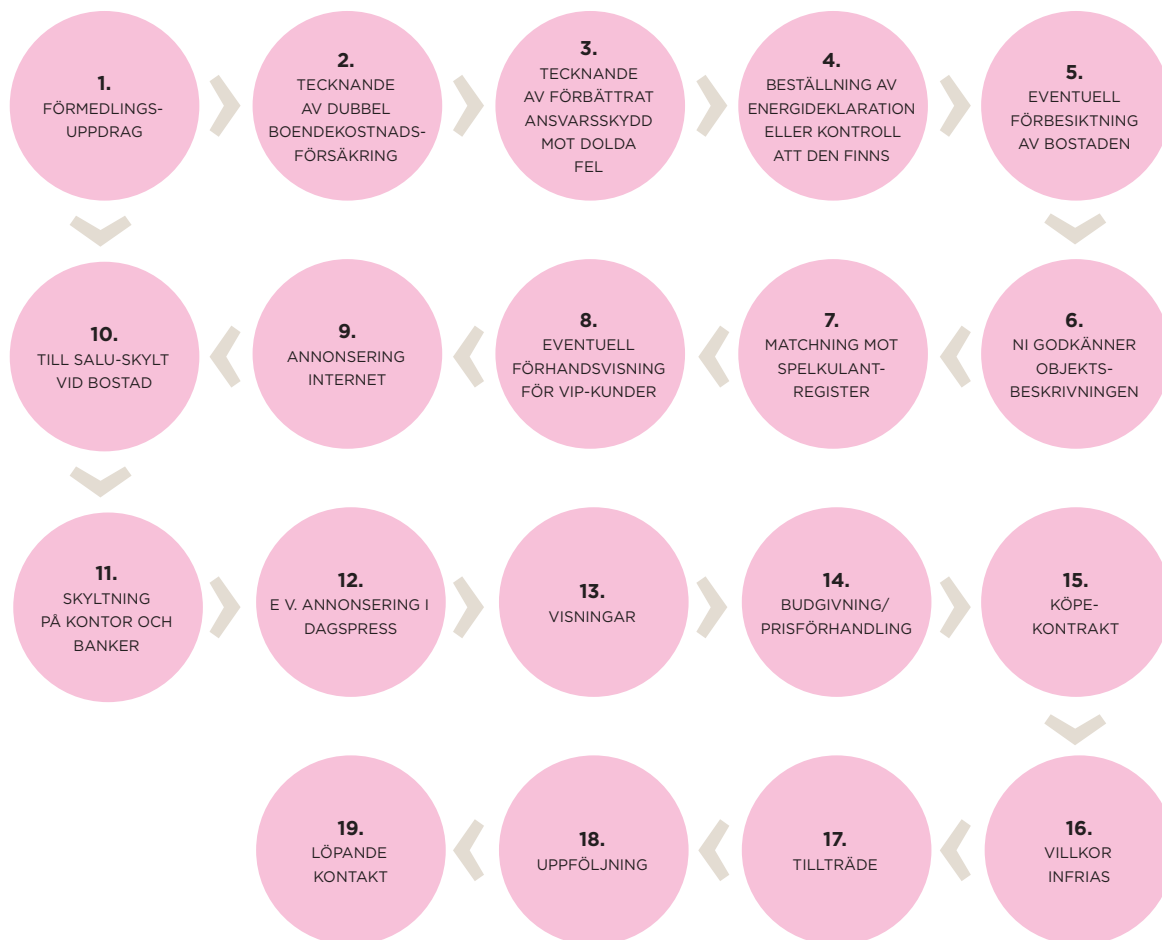 1.
FÖRMEDLINGS-
UPPDRAG
2.
TECKNANDE
AV DUBBEL
BOENDEKOSTNADS-
FÖRSÄKRING
3.
TECKNANDE
AV FÖRBÄTTRAT
ANSVARSSKYDD
MOT DOLDA
FEL
4.
BESTÄLLNING AV
ENERGIDEKLARATION
ELLER KONTROLL
ATT DEN FINNS
5.
EVENTUELL
FÖRBESIKTNING
AV BOSTADEN
6.
NI GODKÄNNER
OBJEKTS-
BESKRIVNINGEN
7.
MATCHNING MOT
SPELKULANT-
REGISTER
8.
EVENTUELL
FÖRHANDSVISNING
FÖR VIP-KUNDER
9.
ANNONSERING
INTERNET
10.
TILL SALU-SKYLT
VID BOSTAD
11.
SKYLTNING
PÅ KONTOR OCH
BANKER
12.
E V. ANNONSERING I
DAGSPRESS
13.
VISNINGAR
14.
BUDGIVNING/
PRISFÖRHANDLING
15.
KÖPE-
KONTRAKT
16.
VILLKOR
INFRIAS
17.
TILLTRÄDE
18.
UPPFÖLJNING
19.
LÖPANDE
KONTAKT